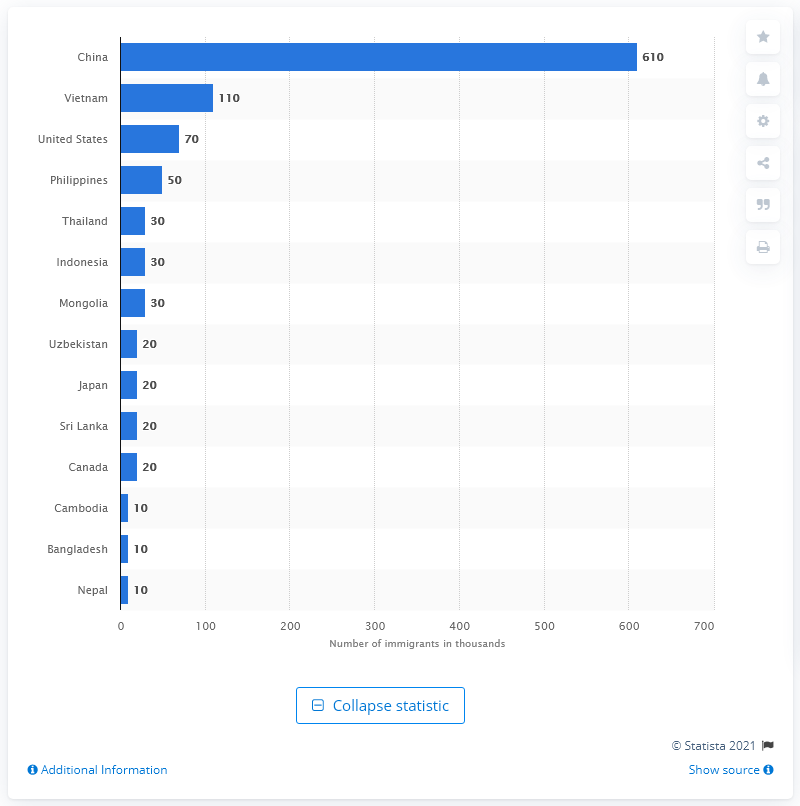 China 610
Vietnam 110
United States 70
Philippines 50
Thailand 30
Indonesia 30
Mongolia 30
Uzbekistan 20
Japan 20
Sri Lanka 20
Canada 20
Cambodia 10
Bangladesh 10
Nepal 10
0 100 200 300 400 500 600 700
Number of immigrants in thousands
Collapse statistic
© Statista 2021
Additional Information Show source